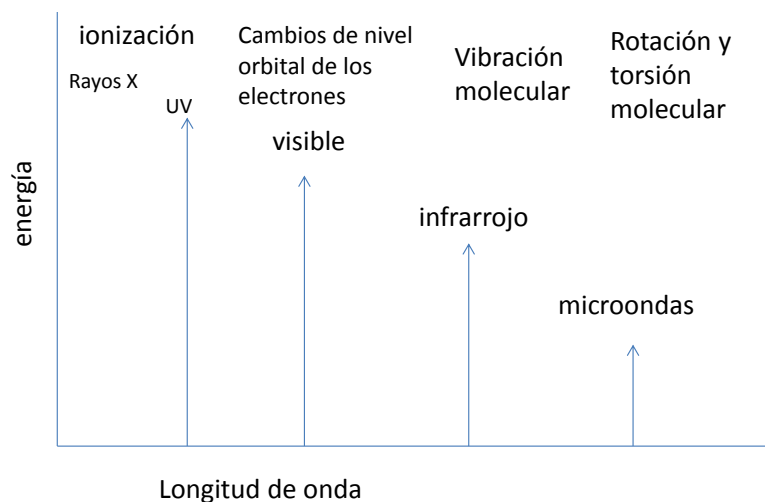 ionización
Rayos X
UV
Cambios de nivel
orbital de los
electrones
visible
Vibración
molecular
infrarrojo
Rotación y
torsión
molecular
microondas
energía
Longitud de onda